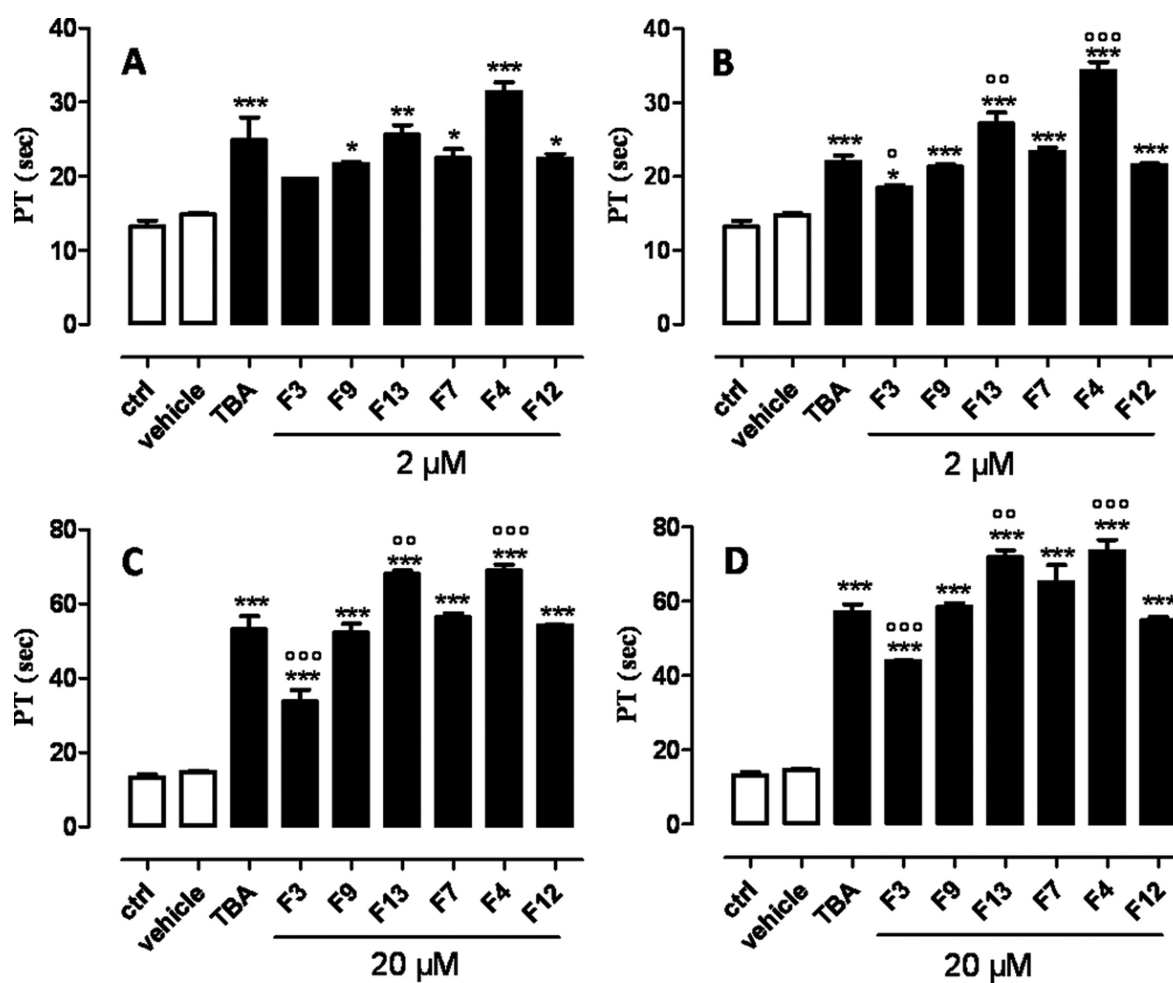 A
PT (sec)
40
30
20
10
0
***
*
**
*
***
*
ctrl
vehicle
TBA
F3
F9
F13
F7
F4
F12
2 µM
B
PT (sec)
40
30
20
10
0
***
°
*
***
°°
***
***
°°°
***
***
ctrl
vehicle
TBA
F3
F9
F13
F7
F4
F12
2 µM
C
PT (sec)
80
60
40
20
0
***
°°°
***
***
°°
***
***
°°°
***
***
ctrl
vehicle
TBA
F3
F9
F13
F7
F4
F12
20 µM
D
PT (sec)
80
60
40
20
0
***
°°°
***
***
°°
***
***
°°°
***
***
ctrl
vehicle
TBA
F3
F9
F13
F7
F4
F12
20 µM